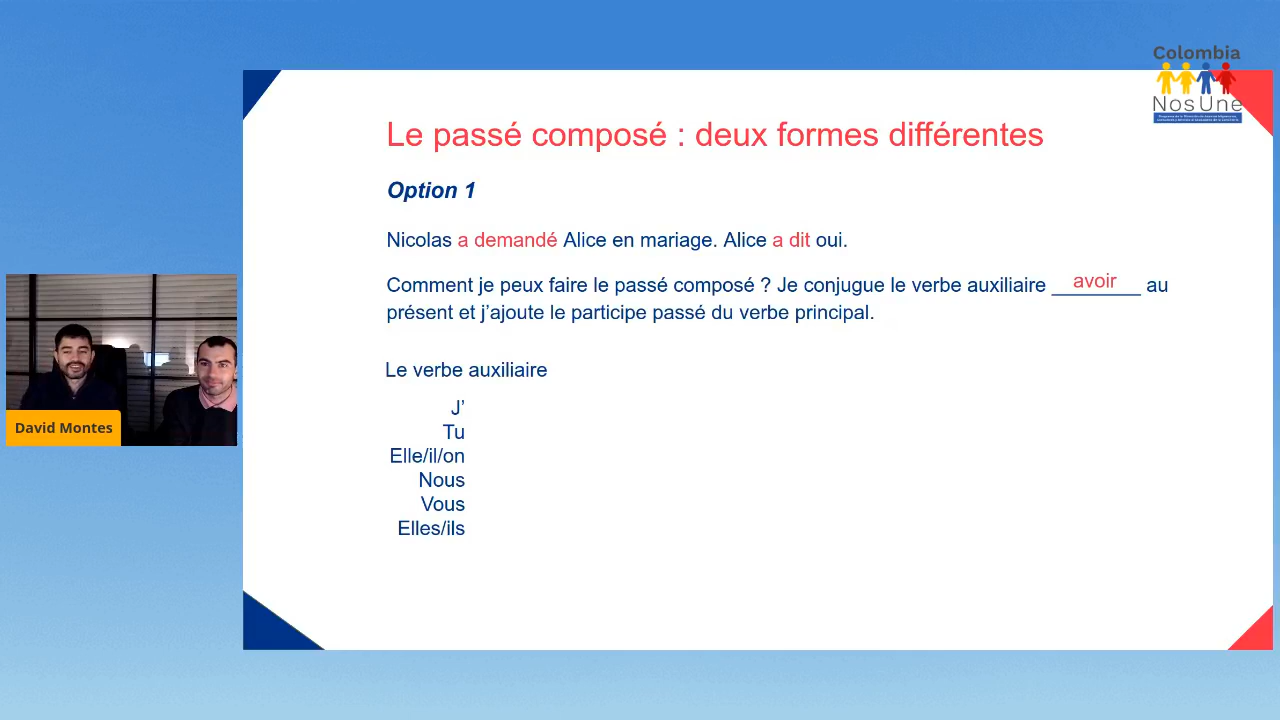 Colombia
NosUne
Le passé composé : deux formes différentes
Option 1
Nicolas a demandé Alice en mariage. Alice a dit oui.
Comment je peux faire le passé composé ? Je conjugue le verbe auxiliaire avoir au
présent et j’ajoute le participe passé du verbe principal.
Le verbe auxiliaire
J’
Tu
Elle/il/on
Nous
Vous
Elles/ils
David Montes